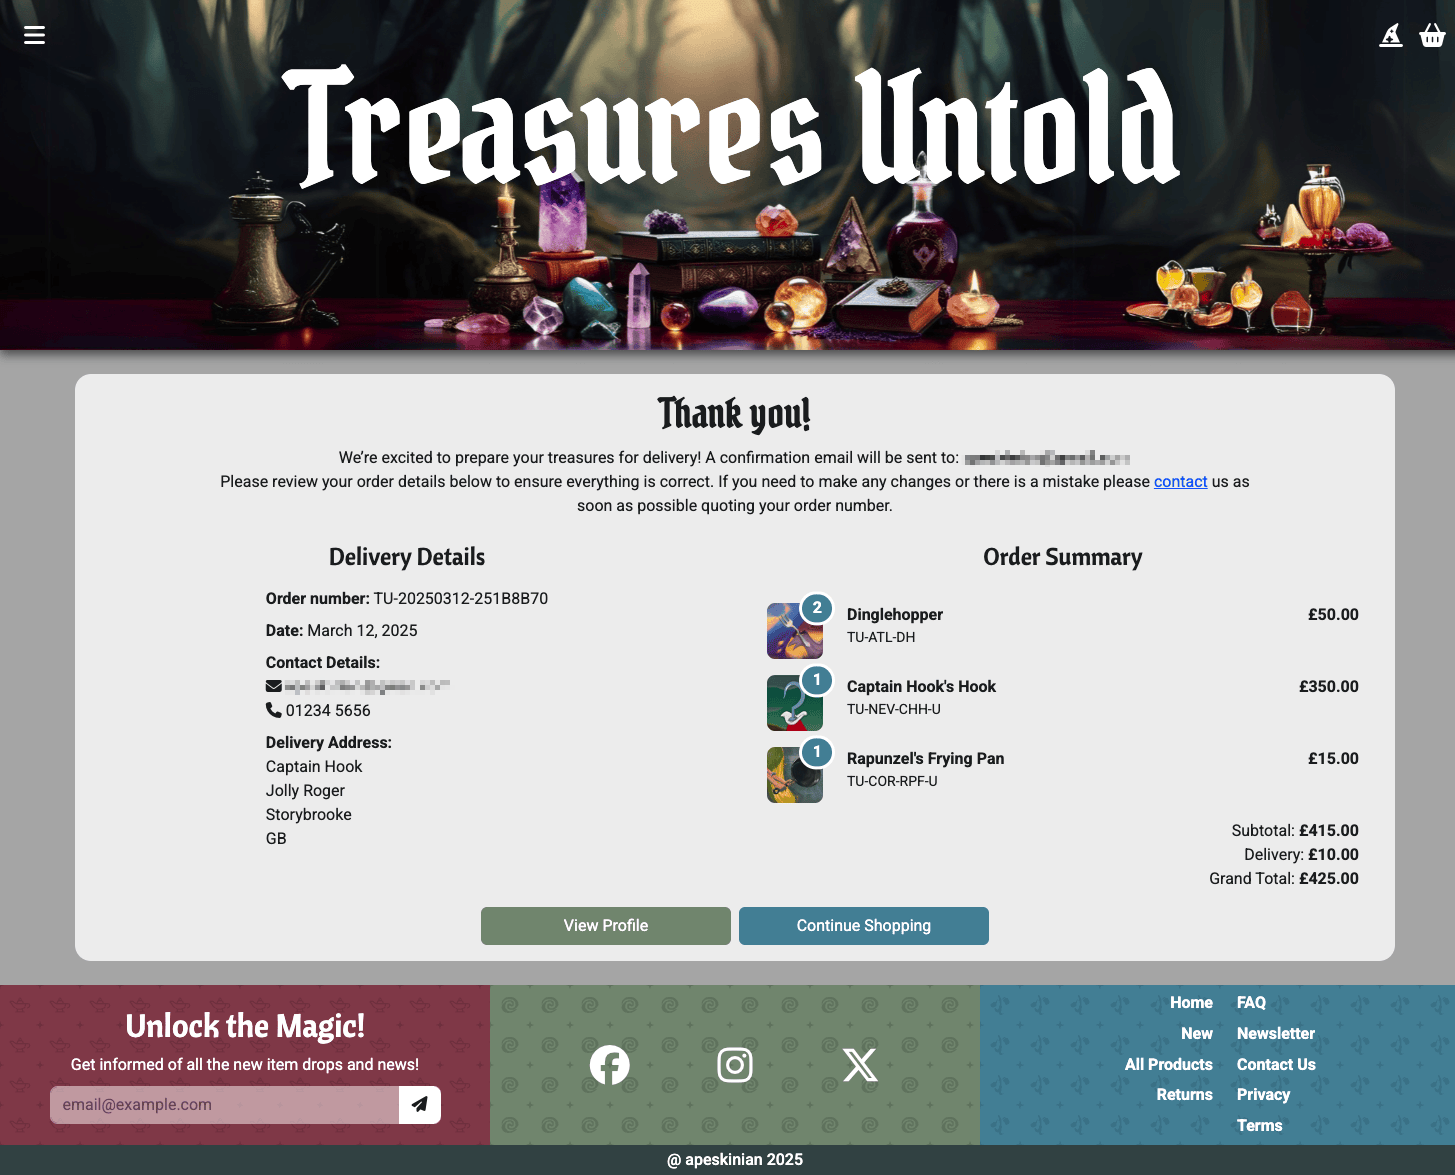 Treasures Untold
Thank you!
We're excited to prepare your treasures for delivery! A confirmation email will be sent to:
Please review your order details below to ensure everything is correct. If you need to make any changes or there is a mistake please contact us as
soon as possible quoting your order number.
Delivery Details
Order number: TU-20250312-251B8B70
Date: March 12, 2025
Contact Details:
01234 5656
Delivery Address:
Captain Hook
Jolly Roger
Storybrooke
GB
Order Summary
2
Dinglehopper
£50.00
TU-ATL-DH
1
Captain Hook's Hook
£350.00
TU-NEV-CHH-U
1
Rapunzel's Frying Pan
£15.00
TU-COR-RPF-U
Subtotal: £415.00
Delivery: £10.00
Grand Total: £425.00
View Profile
Continue Shopping
Unlock the Magic!
Get informed of all the new item drops and news!
email@example.com
Home
New
All Products
Returns
FAQ
Newsletter
Contact Us
Privacy
Terms
@ apeskinian 2025